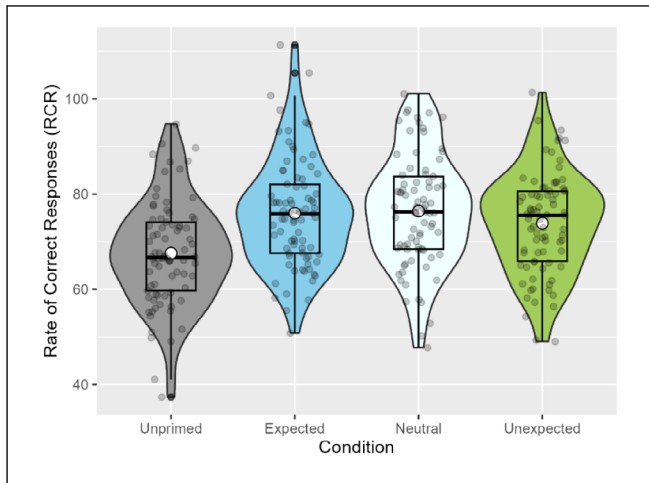 Rate of Correct Responses (RCR)
100
80
60
40
Unprimed Expected Neutral Unexpected
Condition